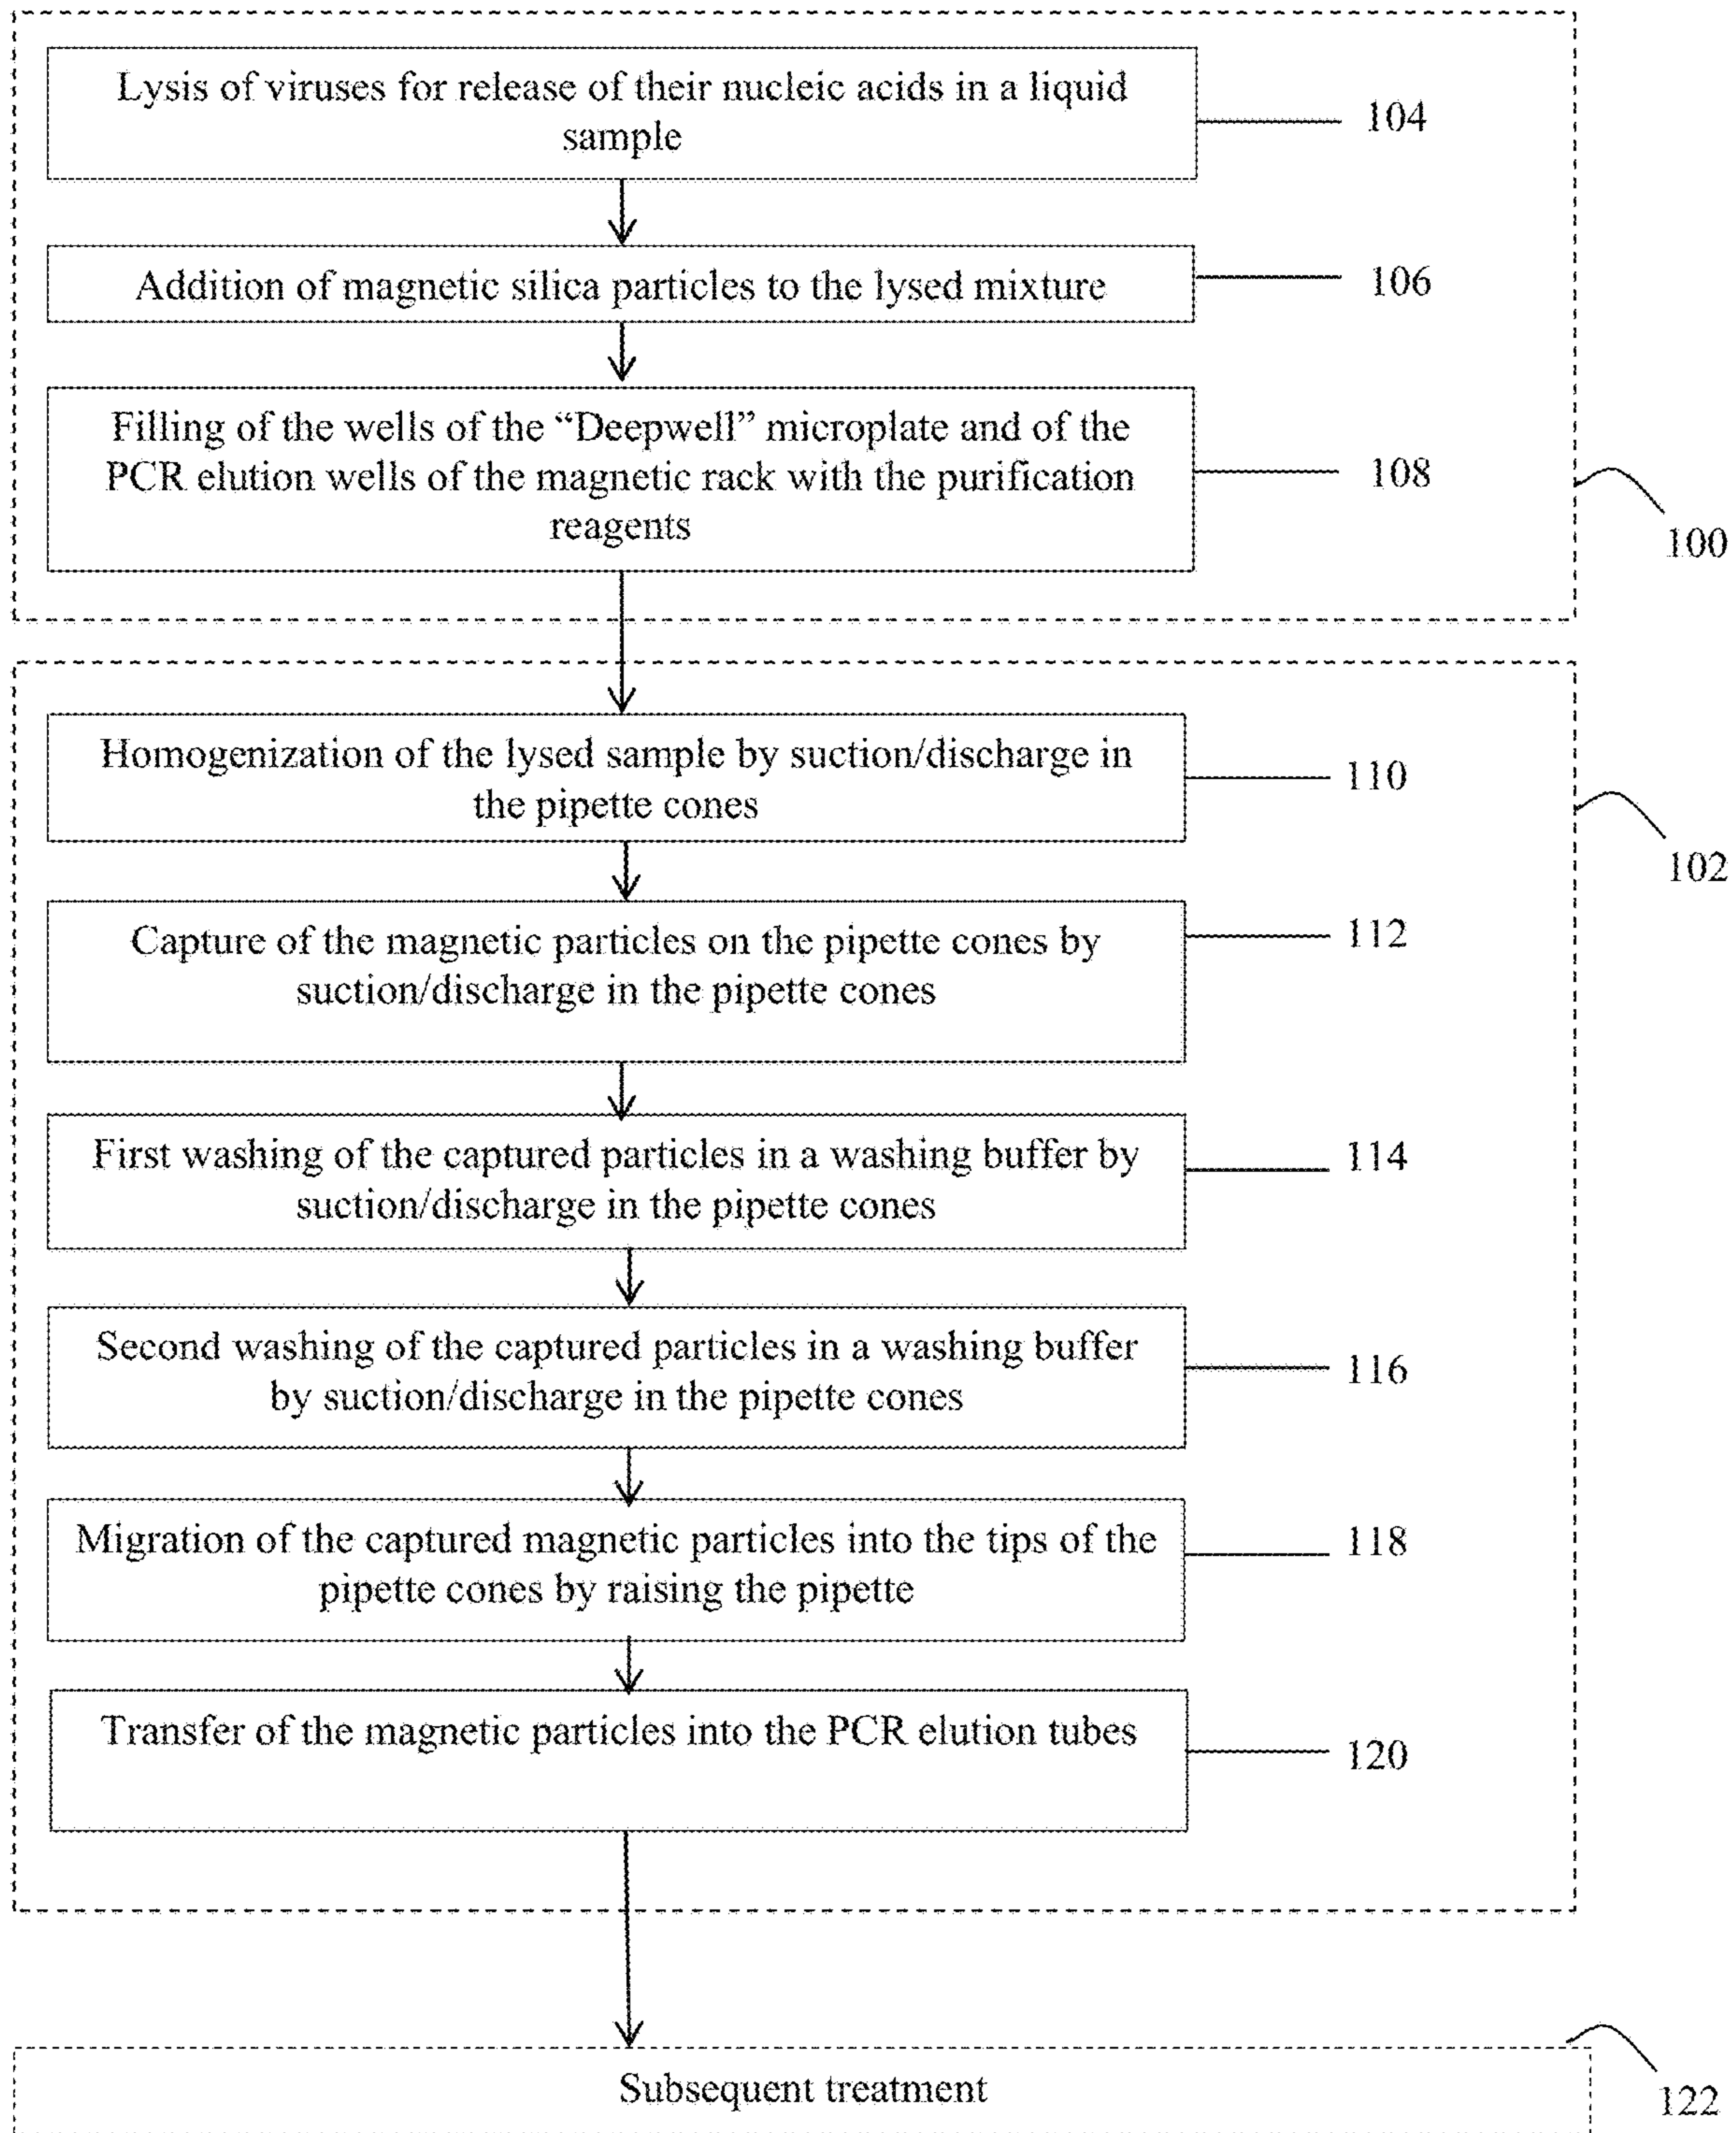 Lysis of viruses for release of their nucleic acids in a liquid
sample
104
Addition of magnetic silica particles to the lysed mixture
106
Filling of the wells of the “Deepwell” microplate and of the
PCR elution wells of the magnetic rack with the purification
reagents
108
100
Homogenization of the lysed sample by suction/discharge in
the pipette cones
110
102
Capture of the magnetic particles on the pipette cones by
suction/discharge in the pipette cones
112
First washing of the captured particles in a washing buffer by
suction/discharge in the pipette cones
114
Second washing of the captured particles in a washing buffer
by suction/discharge in the pipette cones
116
Migration of the captured magnetic particles into the tips of the
pipette cones by raising the pipette
118
Transfer of the magnetic particles into the PCR elution tubes
120
Subsequent treatment
122